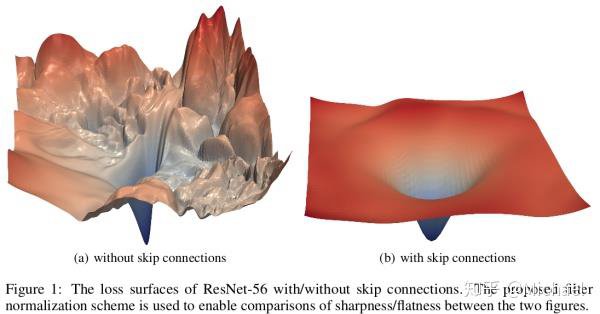 (a) without skip connections
(b) with skip connections
Figure 1: The loss surfaces of ResNet-56 with/without skip connections. The proposed filter
normalization scheme is used to enable comparisons of sharpness/flatness between the two figures.
知乎